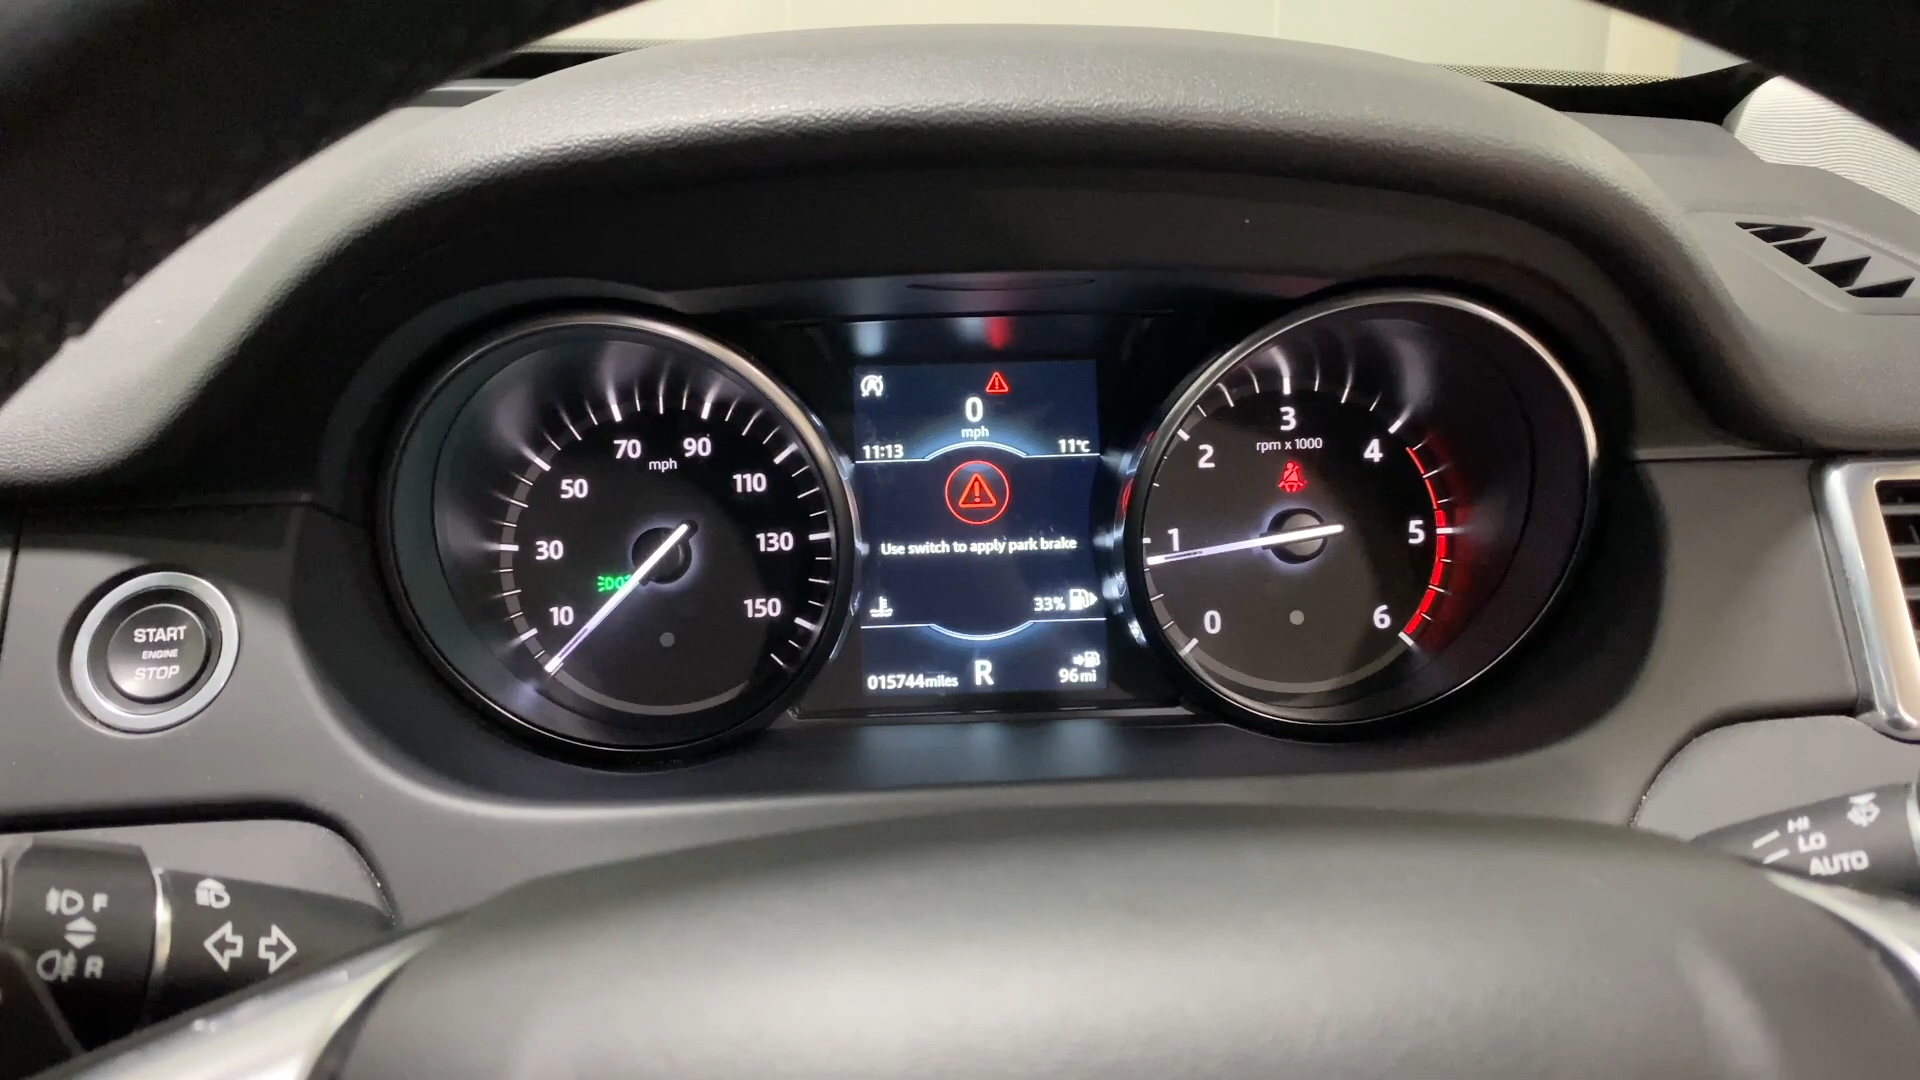 70 90
mph
50
110
30
130
10
150
0
mph
11:13
11°C
Use switch to apply park brake
33%
015744miles
R
96mi
3
rpm x 1000
2
4
1
5
0
6
START
ENGINE
STOP
F
R
HI
LO
AUTO